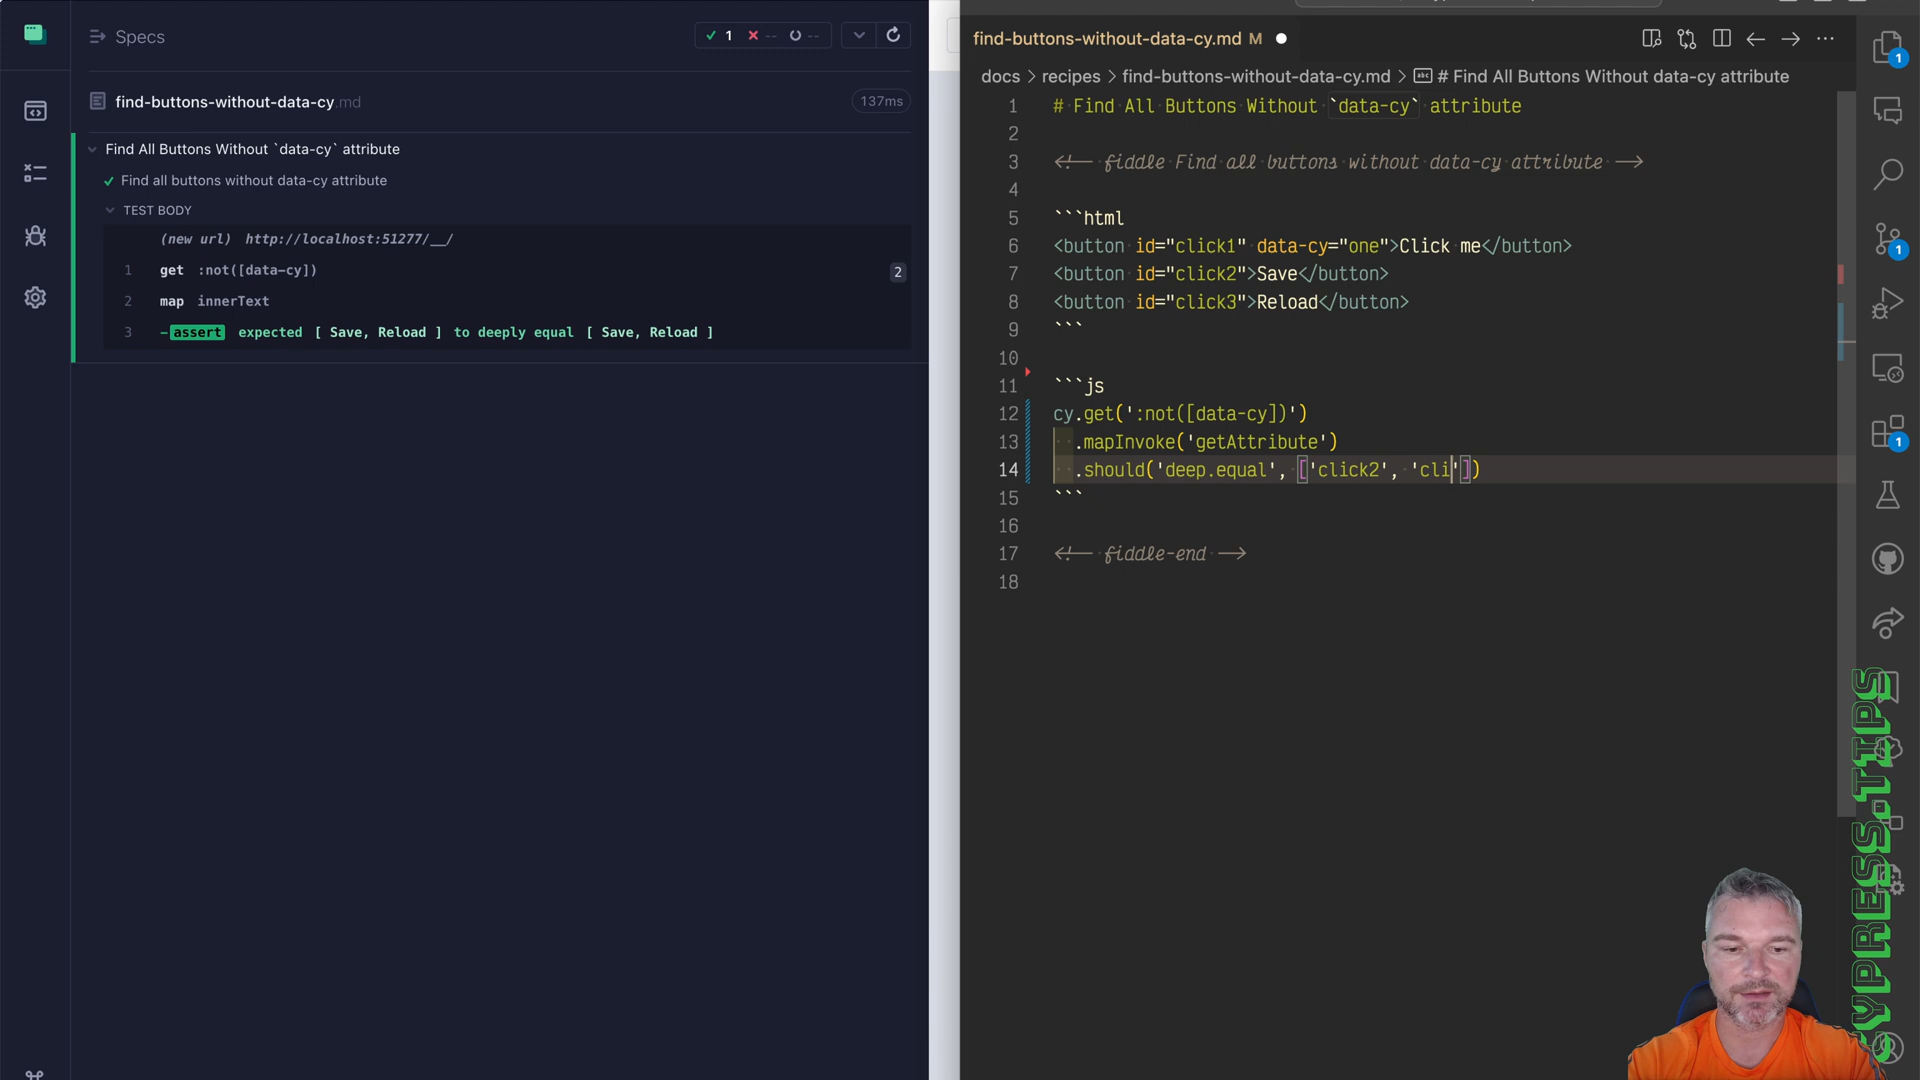 Specs
✓ 1 ✗ -- --
find-buttons-without-data-cy.md
137ms
Find All Buttons Without `data-cy` attribute
✓ Find all buttons without data-cy attribute
TEST BODY
(new url) http://localhost:51277/__/
1 get :not([data-cy])
2
2 map innerText
3 -assert expected [ Save, Reload ] to deeply equal [ Save, Reload ]
find-buttons-without-data-cy.md M
docs > recipes > find-buttons-without-data-cy.md > # Find All Buttons Without data-cy attribute
1 # Find All Buttons Without `data-cy` attribute
2
3 <!-- fiddle Find all buttons without data-cy attribute -->
4
5 ```html
6 <button id="click1" data-cy="one">Click me</button>
7 <button id="click2">Save</button>
8 <button id="click3">Reload</button>
9 ```
10
11 ```js
12 cy.get(':not([data-cy])')
13 .mapInvoke('getAttribute')
14 .should('deep.equal', ['click2', 'cli'])
15 ```
16
17 <!-- fiddle-end -->
18
1
1
1
CYPRESS.TIPS